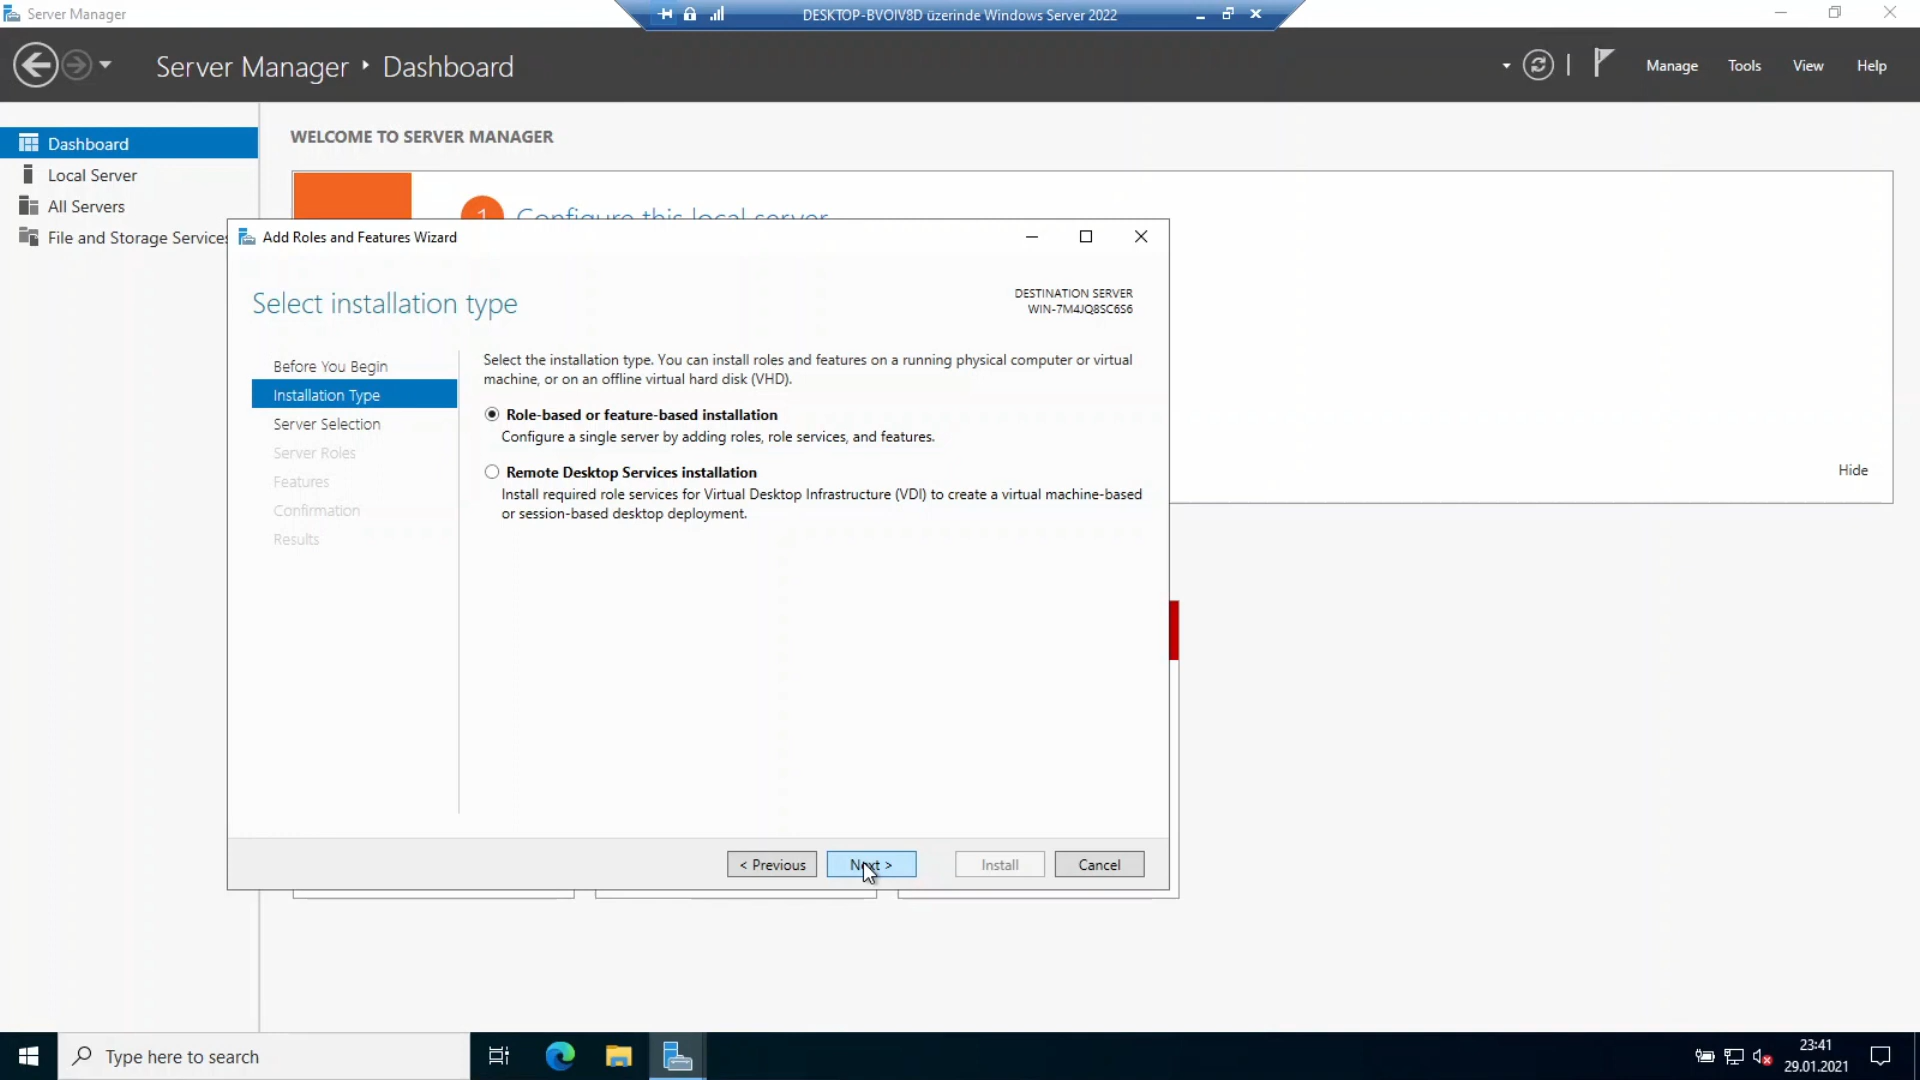 Server Manager
DESKTOP-BVOIV8D üzerinde Windows Server 2022
Server Manager
Dashboard
Manage
Tools
View
Help
Dashboard
Local Server
All Servers
File and Storage Services
WELCOME TO SERVER MANAGER
1
Configure this local server
Hide
Add Roles and Features Wizard
Select installation type
DESTINATION SERVER
WIN-7M4JQ8SC6S6
Before You Begin
Installation Type
Server Selection
Server Roles
Features
Confirmation
Results
Select the installation type. You can install roles and features on a running physical computer or virtual
machine, or on an offline virtual hard disk (VHD).
Role-based or feature-based installation
Configure a single server by adding roles, role services, and features.
Remote Desktop Services installation
Install required role services for Virtual Desktop Infrastructure (VDI) to create a virtual machine-based
or session-based desktop deployment.
< Previous
Next >
Install
Cancel
Type here to search
23:41
29.01.2021